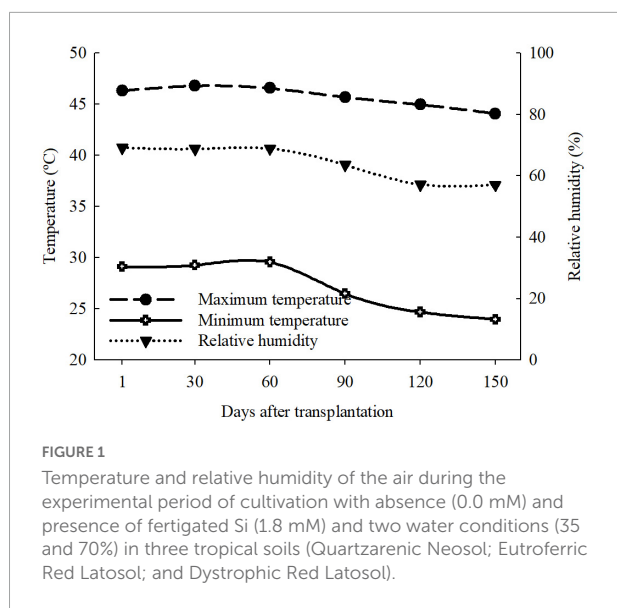 50
45
40
35
30
25
20
Temperature (ºC)
100
80
60
40
20
0
Relative humidity (%)
Maximum temperature
Minimum temperature
Relative humidity
1 30 60 90 120 150
Days after transplantation
FIGURE 1
Temperature and relative humidity of the air during the
experimental period of cultivation with absence (0.0 mM) and
presence of fertigated Si (1.8 mM) and two water conditions (35
and 70%) in three tropical soils (Quartzarenic Neosol; Eutroferric
Red Latosol; and Dystrophic Red Latosol).